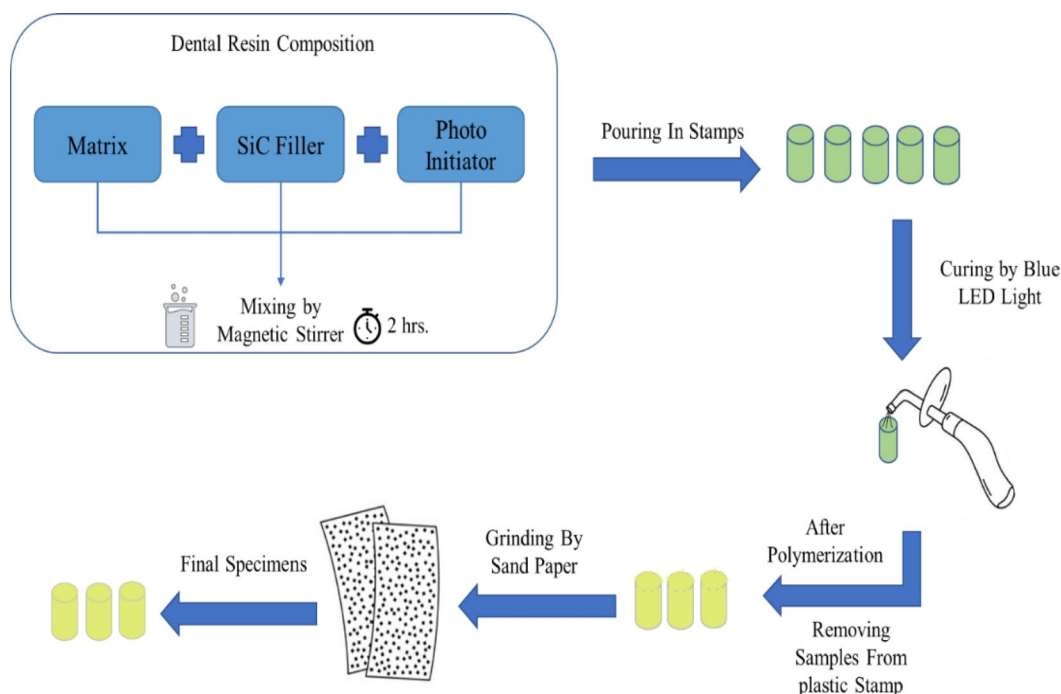 Dental Resin Composition
Matrix
SiC Filler
Photo
Initiator
Mixing by
Magnetic Stirrer
2 hrs.
Pouring In Stamps
Curing by Blue
LED Light
After
Polymerization
Removing
Samples From
plastic Stamp
Grinding By
Sand Paper
Final Specimens